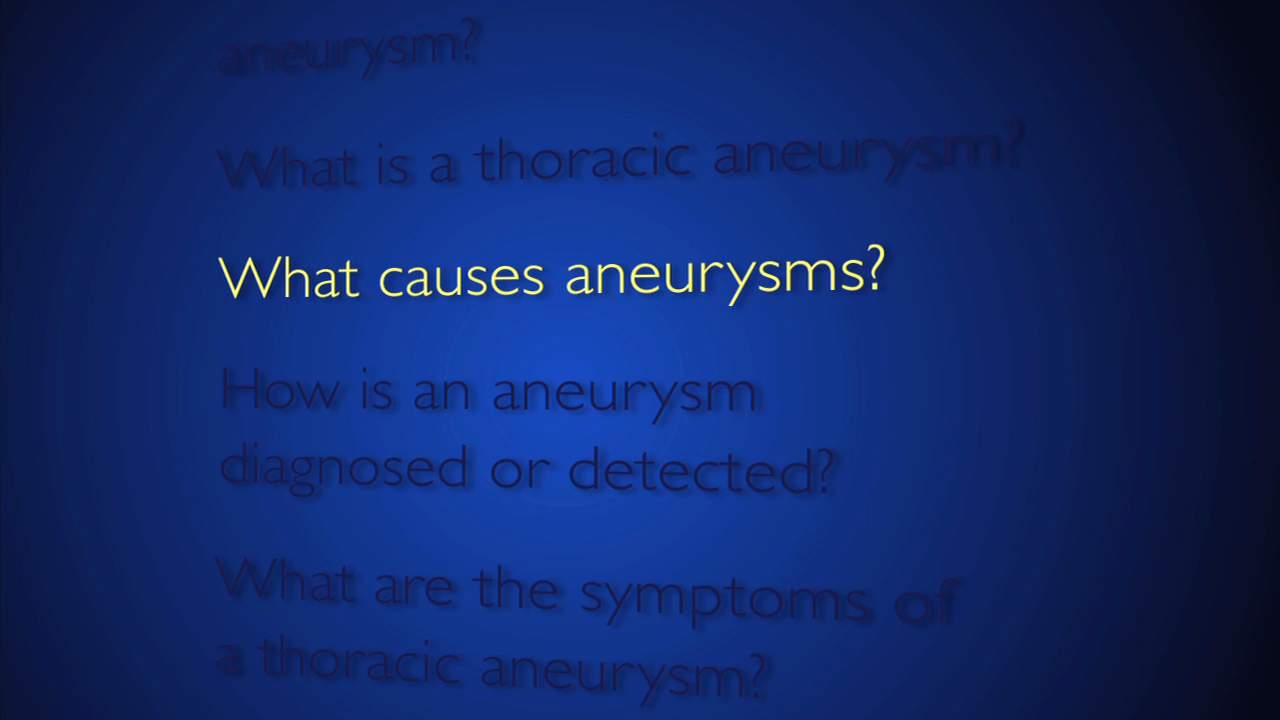 aneurysm?
What is a thoracic aneurysm?
What causes aneurysms?
How is an aneurysm
diagnosed or detected?
What are the symptoms of
a thoracic aneurysm?